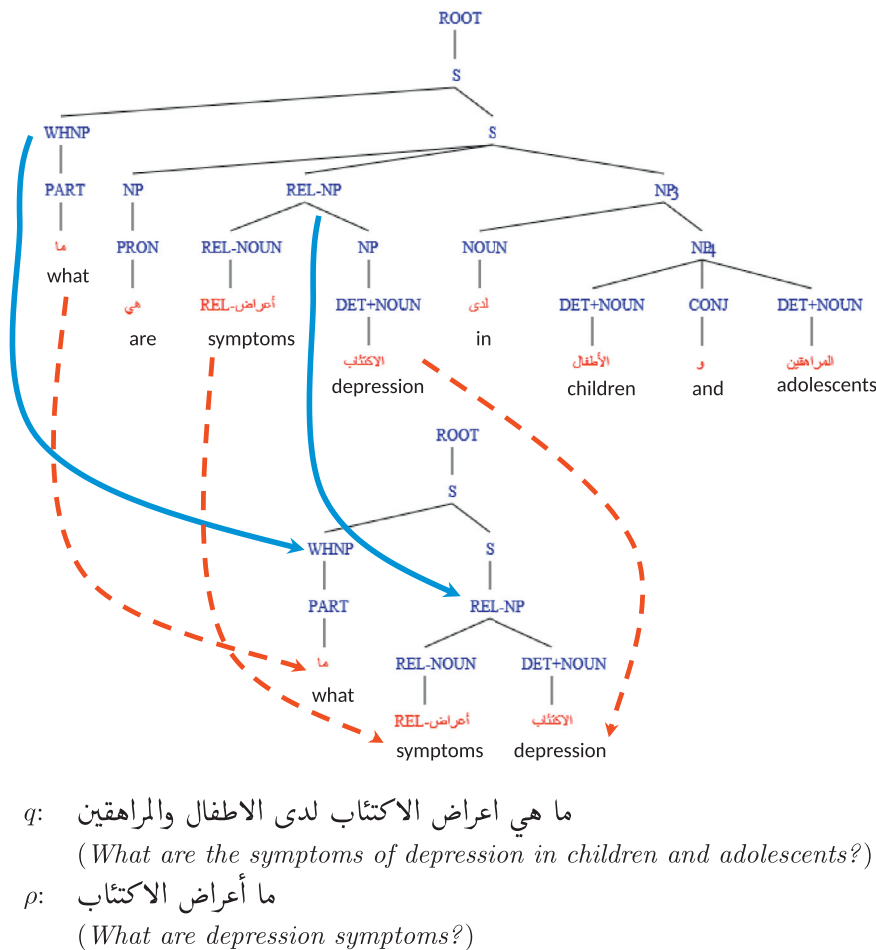 ROOT
S
WHNP S
PART NP REL-NP NP3
ما PRON REL-NOUN NP NOUN NP4
what
هي REL-أعراض DET+NOUN لدى DET+NOUN CONJ DET+NOUN
are symptoms in
الاكتئاب الأطفال و المراهقين
depression children and adolescents
ROOT
S
WHNP S
PART REL-NP
ما REL-NOUN DET+NOUN
what
REL-أعراض الاكتئاب
symptoms depression
q: ما هي اعراض الاكتئاب لدى الاطفال والمراهقين
(What are the symptoms of depression in children and adolescents?)
ρ: ما أعراض الاكتئاب
(What are depression symptoms?)